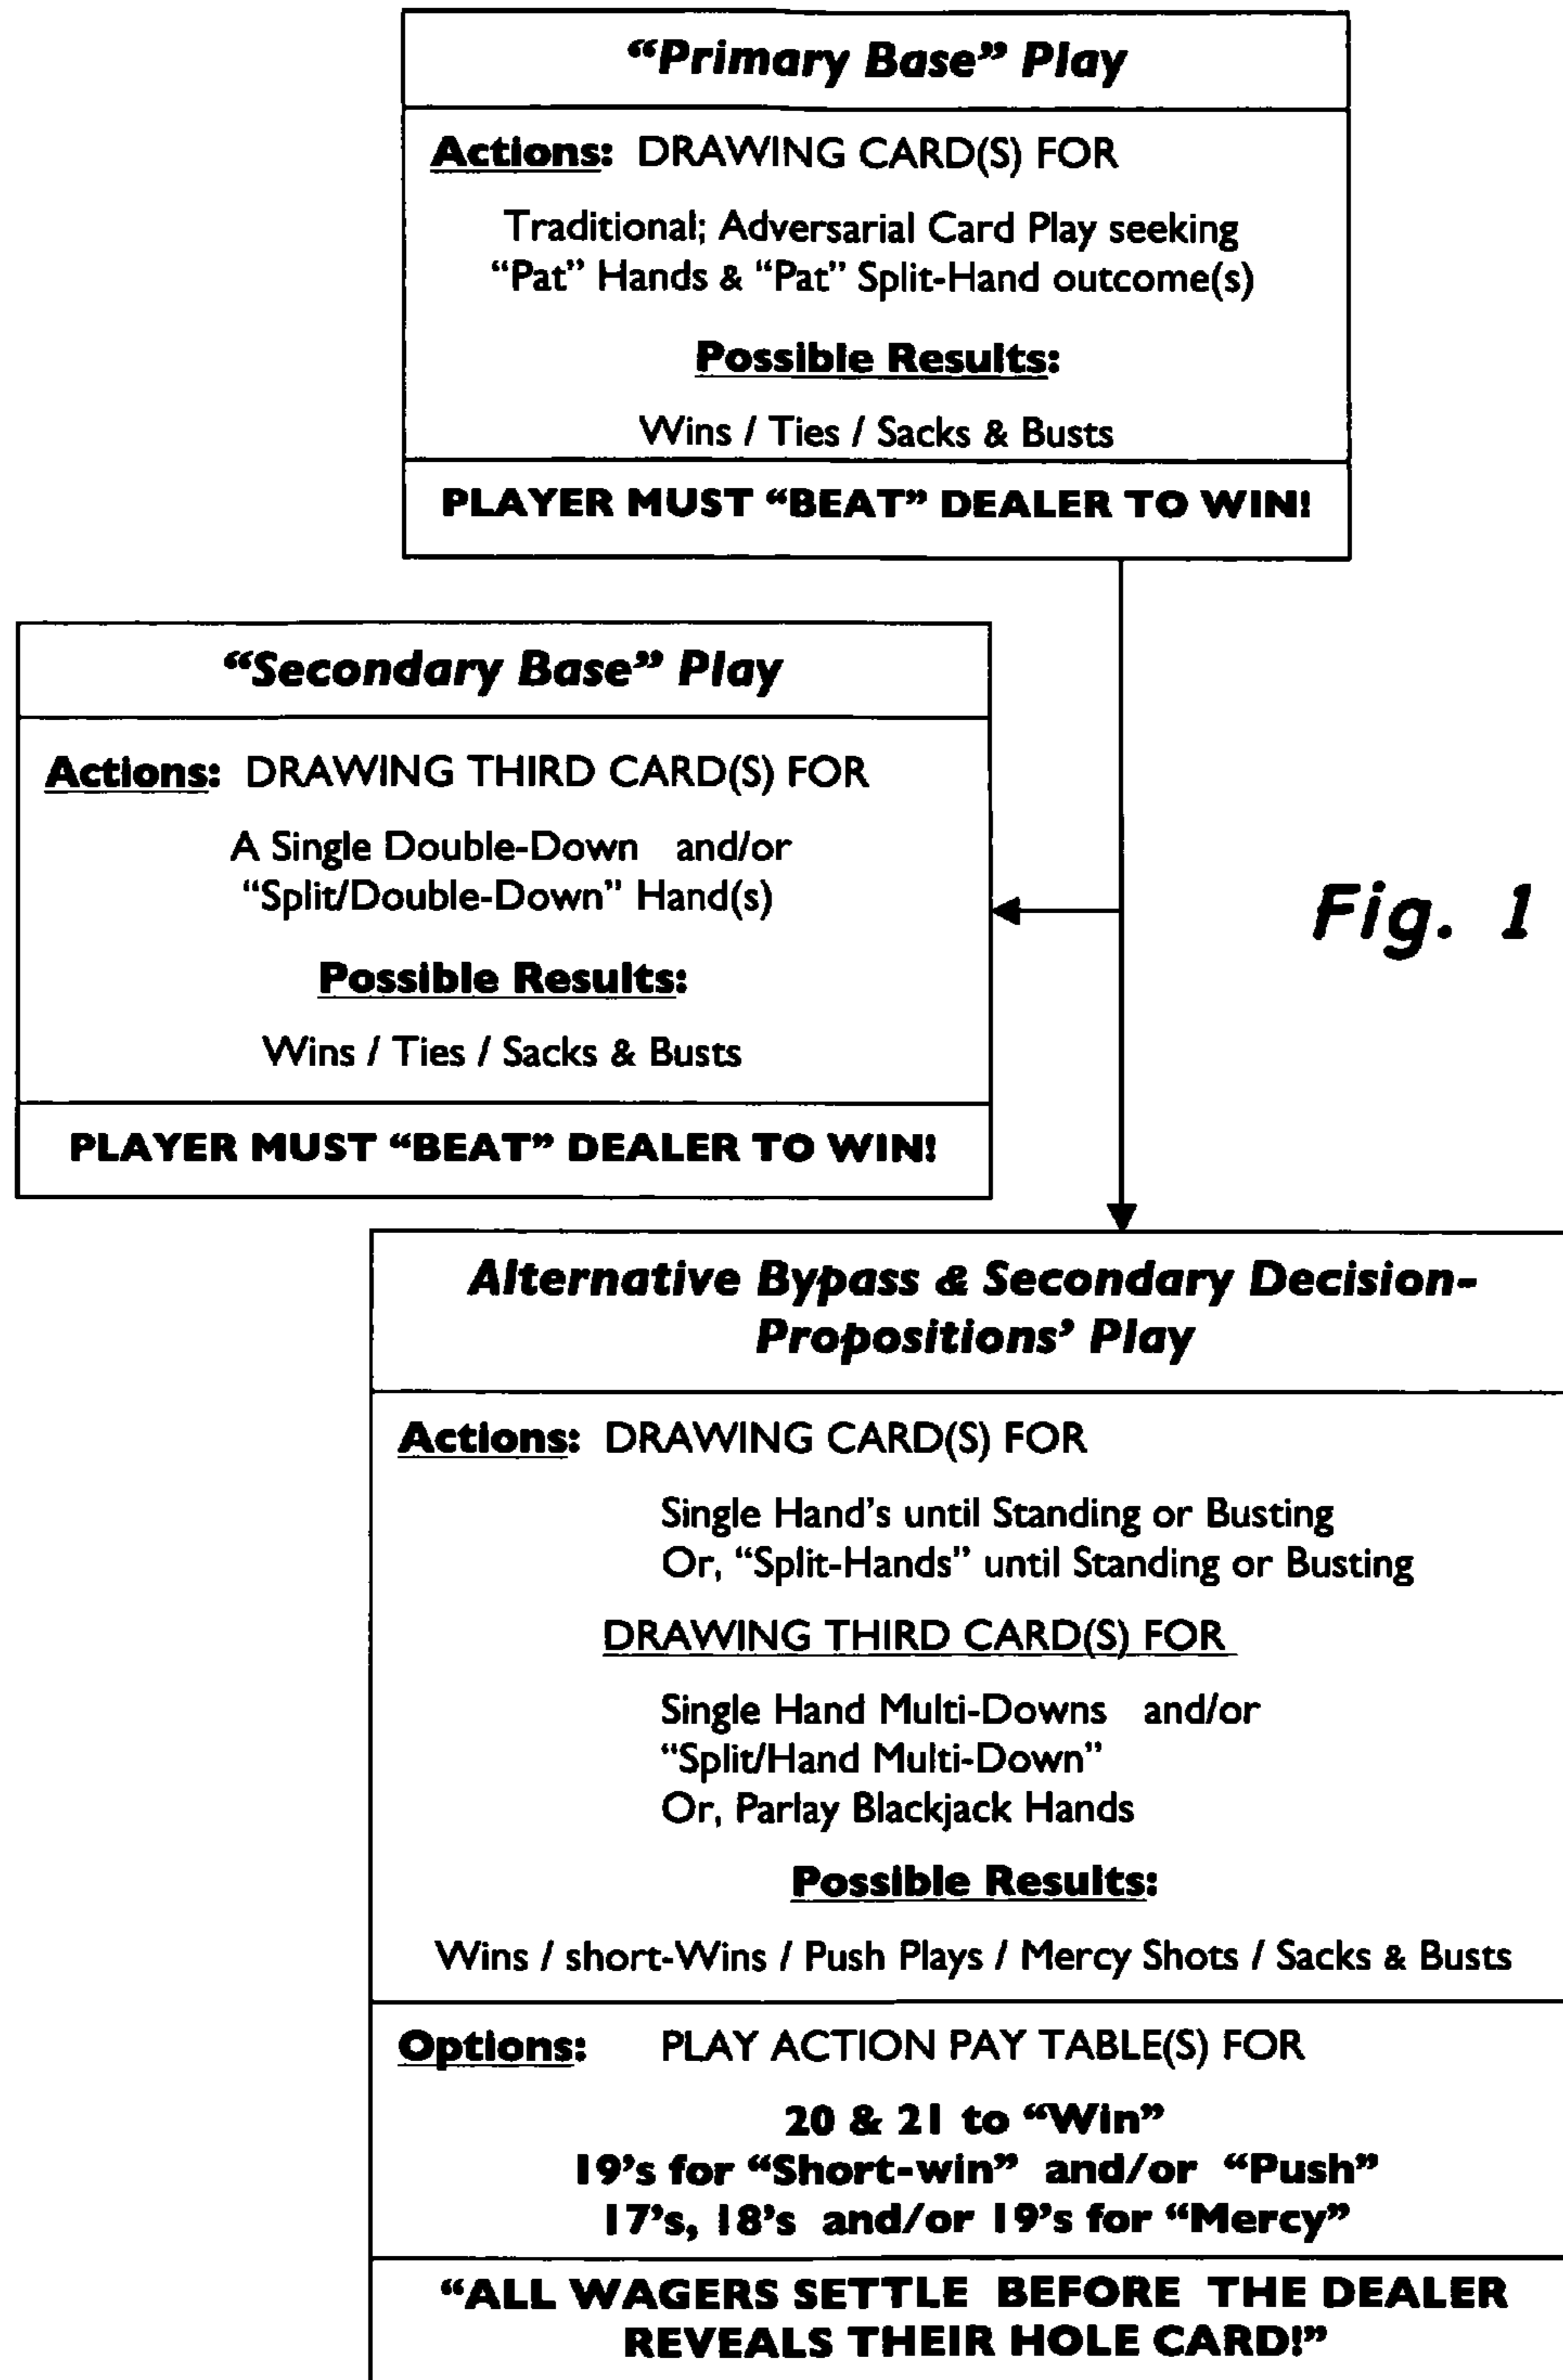 “Primary Base” Play
Actions: DRAWING CARD(S) FOR
Traditional; Adversarial Card Play seeking
“Pat” Hands & “Pat” Split-Hand outcome(s)
Possible Results:
Wins / Ties / Sacks & Busts
PLAYER MUST “BEAT” DEALER TO WIN!
“Secondary Base” Play
Actions: DRAWING THIRD CARD(S) FOR
A Single Double-Down and/or
“Split/Double-Down” Hand(s)
Possible Results:
Wins / Ties / Sacks & Busts
PLAYER MUST “BEAT” DEALER TO WIN!
Fig. 1
Alternative Bypass & Secondary Decision-
Propositions’ Play
Actions: DRAWING CARD(S) FOR
Single Hand’s until Standing or Busting
Or, “Split-Hands” until Standing or Busting
DRAWING THIRD CARD(S) FOR
Single Hand Multi-Downs and/or
“Split/Hand Multi-Down”
Or, Parlay Blackjack Hands
Possible Results:
Wins / short-Wins / Push Plays / Mercy Shots / Sacks & Busts
Options: PLAY ACTION PAY TABLE(S) FOR
20 & 21 to “Win”
19’s for “Short-win” and/or “Push”
17’s, 18’s and/or 19’s for “Mercy”
“ALL WAGERS SETTLE BEFORE THE DEALER
REVEALS THEIR HOLE CARD!”